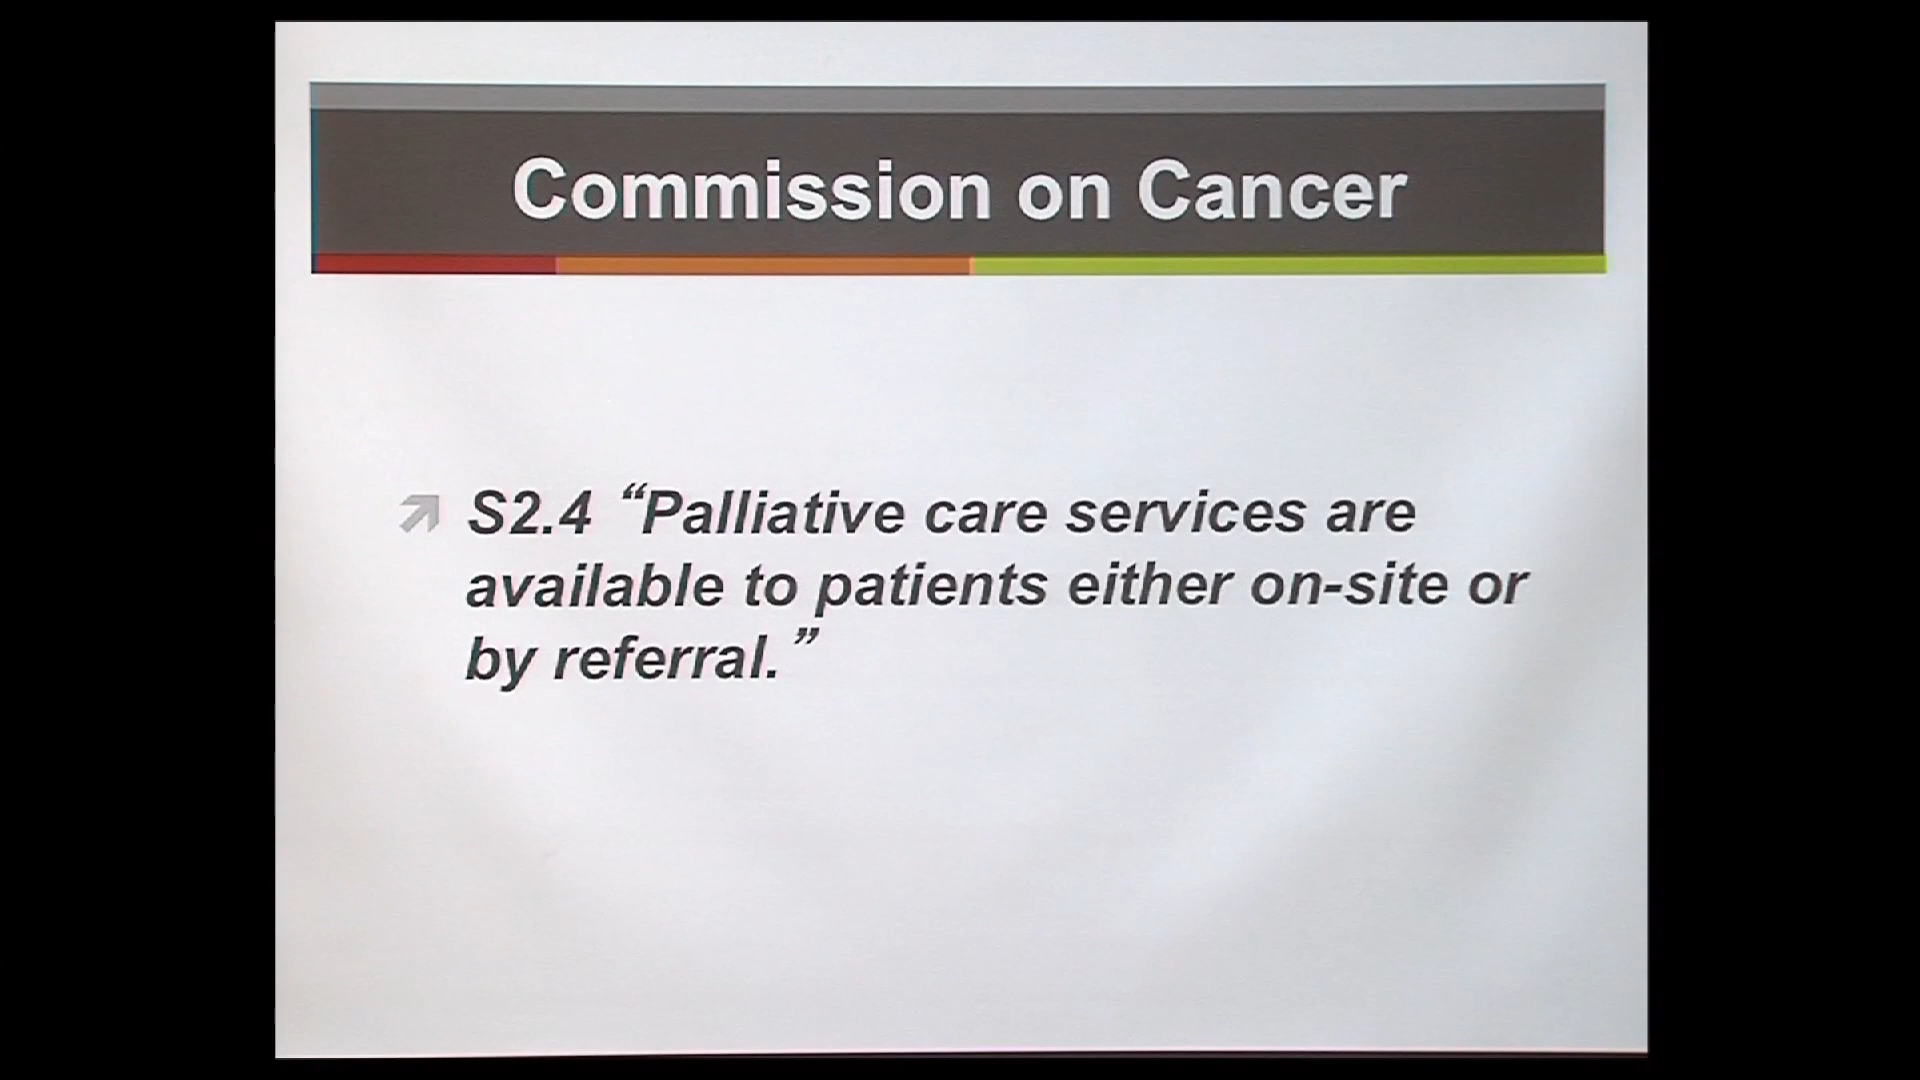 Commission on Cancer
S2.4 “Palliative care services are
available to patients either on-site or
by referral.”